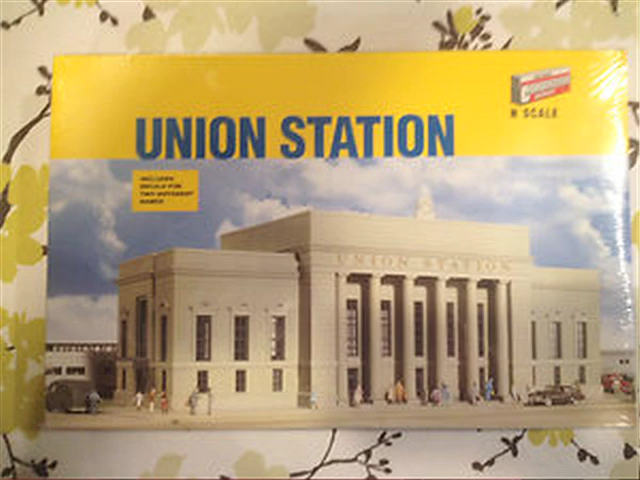 UNION STATION
N SCALE
INCLUDES
DECALS FOR
TWO DIFFERENT
NAMES
UNION STATION